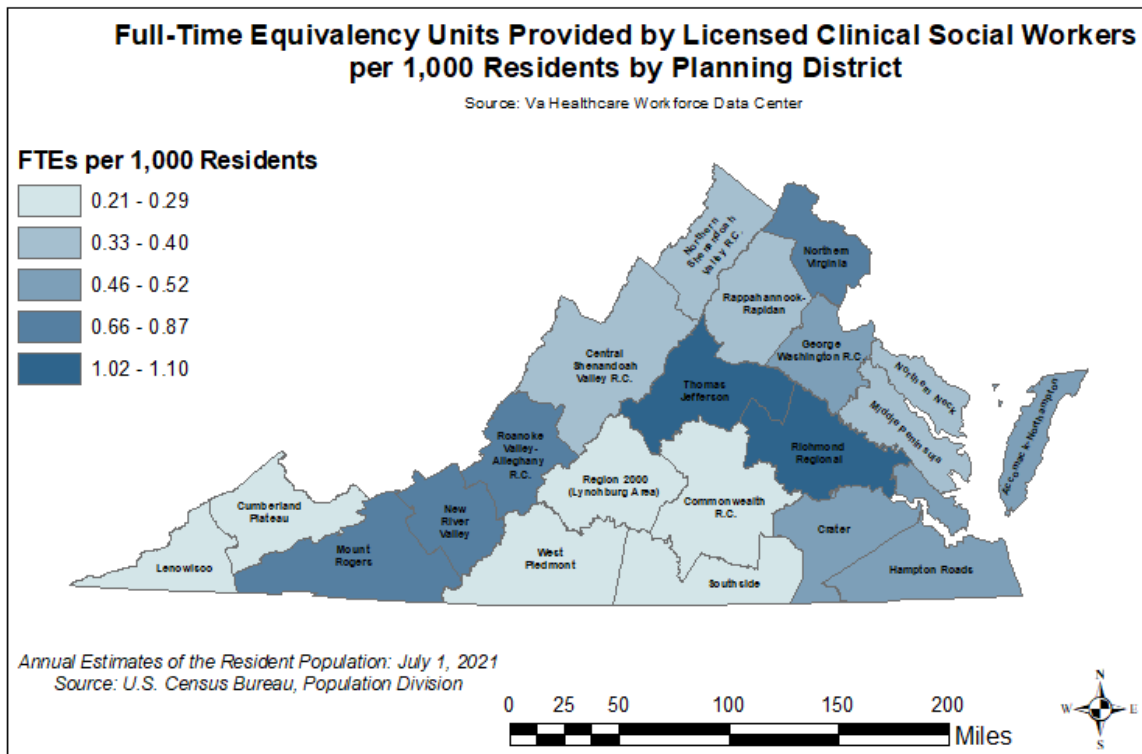 Full-Time Equivalency Units Provided by Licensed Clinical Social Workers
per 1,000 Residents by Planning District
Source: Va Healthcare Workforce Data Center
FTEs per 1,000 Residents
0.21 - 0.29
0.33 - 0.40
0.46 - 0.52
0.66 - 0.87
1.02 - 1.10
Northern
Shenandoah
Valley R.C.
Northern
Virginia
Rappahannock-
Rapidan
George
Washington R.C.
Central
Shenandoah
Valley R.C.
Northern Neck
Thomas
Jefferson
Middle Peninsula
Accomack-Northampton
Roanoke
Valley-
Alleghany
R.C.
Richmond
Regional
Region 2000
(Lynchburg Area)
Commonwealth
R.C.
Cumberland
Plateau
New
River
Valley
Crater
Mount
Rogers
West
Piedmont
Lenowisco
Southside
Hampton Roads
Annual Estimates of the Resident Population: July 1, 2021
Source: U.S. Census Bureau, Population Division
0 25 50 100 150 200
Miles
N
W E
S